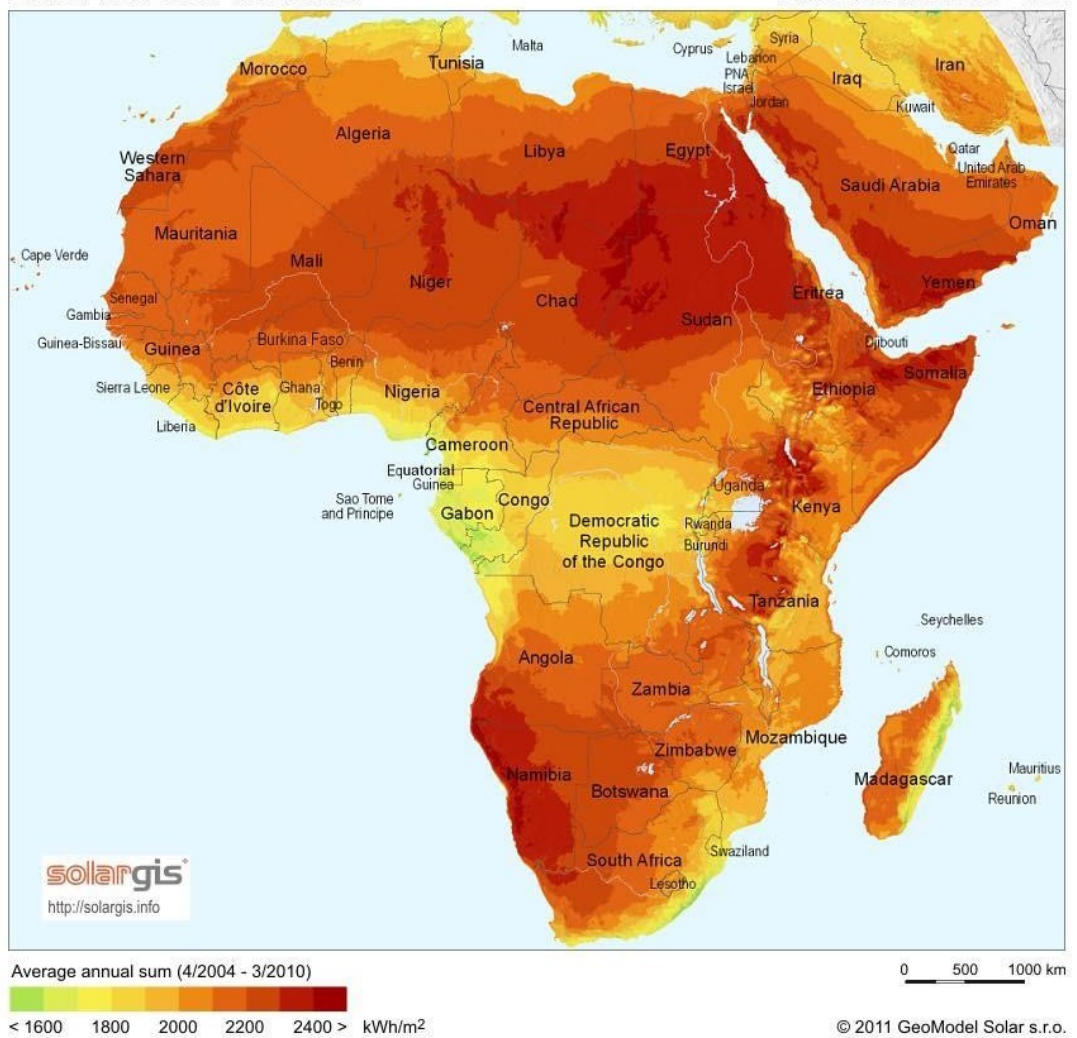 Malta
Cyprus
Syria
Lebanon
PNA
Israel
Jordan
Iraq
Iran
Kuwait
Morocco
Tunisia
Algeria
Libya
Egypt
Qatar
United Arab
Emirates
Saudi Arabia
Oman
Western
Sahara
Mauritania
Mali
Niger
Chad
Sudan
Eritrea
Yemen
Cape Verde
Senegal
Gambia
Guinea-Bissau
Guinea
Burkina Faso
Benin
Djibouti
Somalia
Sierra Leone
Côte
d'Ivoire
Ghana
Togo
Nigeria
Ethiopia
Liberia
Central African
Republic
Cameroon
Equatorial
Guinea
Sao Tome
and Principe
Gabon
Congo
Uganda
Kenya
Democratic
Republic
of the Congo
Rwanda
Burundi
Tanzania
Seychelles
Comoros
Angola
Zambia
Mozambique
Zimbabwe
Namibia
Botswana
Madagascar
Mauritius
Reunion
South Africa
Swaziland
Lesotho
solargis
http://solargis.info
Average annual sum (4/2004 - 3/2010)
< 1600 1800 2000 2200 2400 > kWh/m²
0 500 1000 km
© 2011 GeoModel Solar s.r.o.